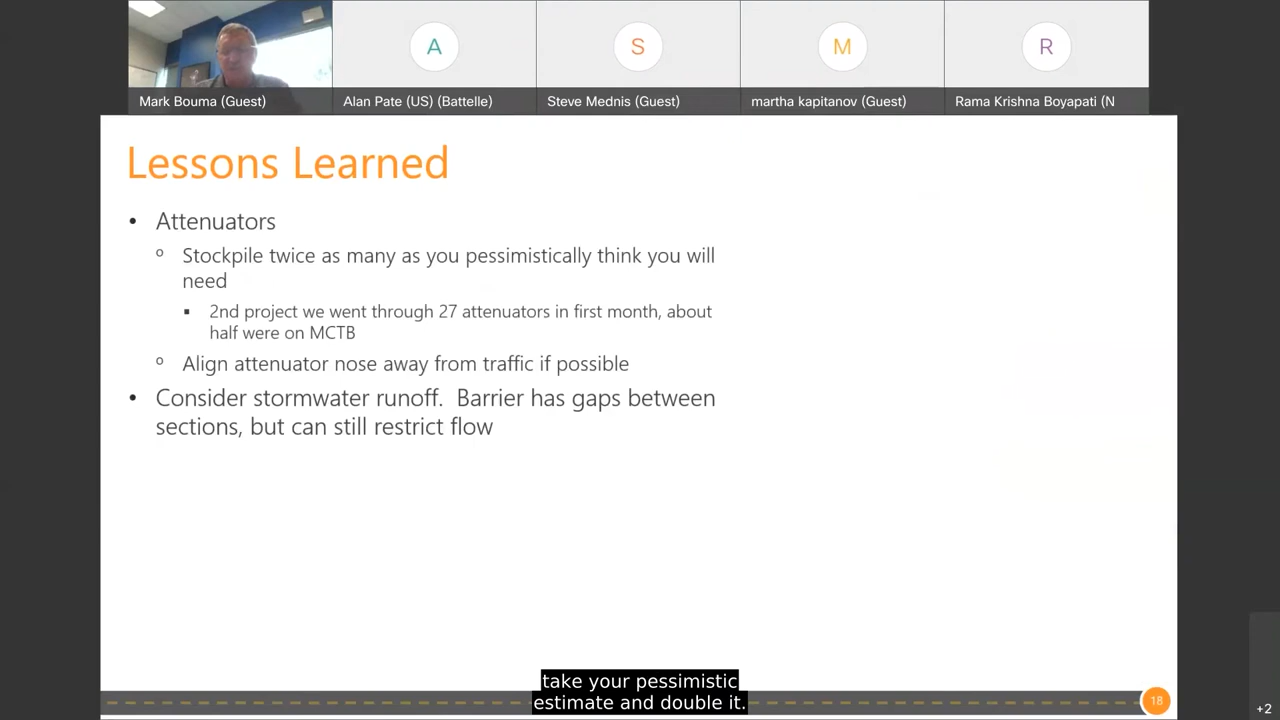 A
S
M
R
Mark Bouma (Guest)
Alan Pate (US) (Battelle)
Steve Mednis (Guest)
martha kapitanov (Guest)
Rama Krishna Boyapati (N
Lessons Learned
• Attenuators
o Stockpile twice as many as you pessimistically think you will
need
▪ 2nd project we went through 27 attenuators in first month, about
half were on MCTB
o Align attenuator nose away from traffic if possible
• Consider stormwater runoff. Barrier has gaps between
sections, but can still restrict flow
take your pessimistic
estimate and double it.
18
+2